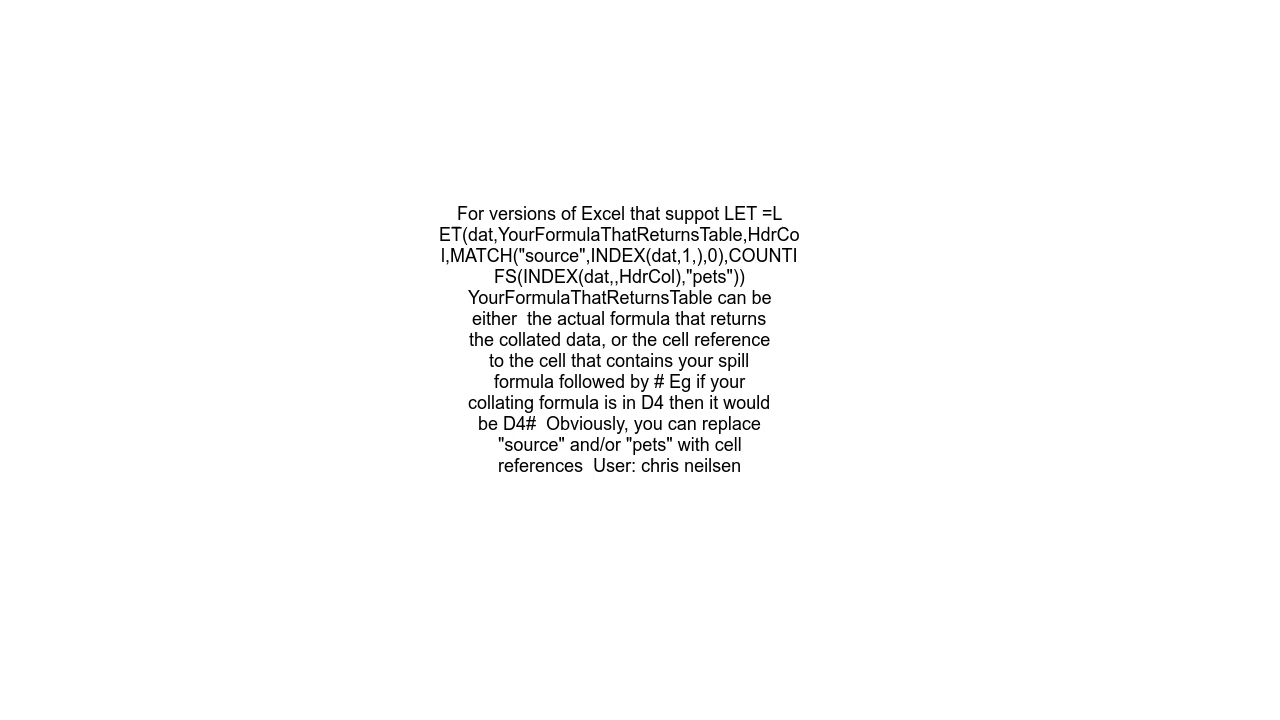 For versions of Excel that suppot LET =L
ET(dat,YourFormulaThatReturnsTable,HdrCo
l,MATCH("source",INDEX(dat,1,),0),COUNTI
FS(INDEX(dat,,HdrCol),"pets"))
YourFormulaThatReturnsTable can be
either  the actual formula that returns
the collated data, or the cell reference
to the cell that contains your spill
formula followed by # Eg if your
collating formula is in D4 then it would
be D4#  Obviously, you can replace
"source" and/or "pets" with cell
references  User: chris neilsen